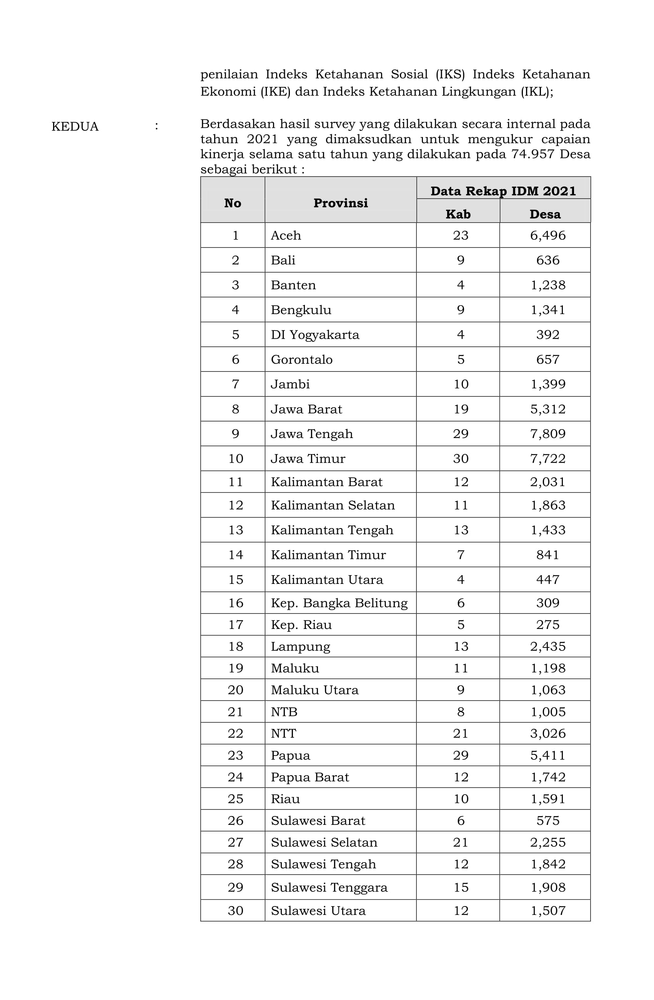 penilaian Indeks Ketahanan Sosial (IKS) Indeks Ketahanan
Ekonomi (IKE) dan Indeks Ketahanan Lingkungan (IKL);
KEDUA : Berdasakan hasil survey yang dilakukan secara internal pada
tahun 2021 yang dimaksudkan untuk mengukur capaian
kinerja selama satu tahun yang dilakukan pada 74.957 Desa
sebagai berikut :
No Provinsi Data Rekap IDM 2021
Kab Desa
1 Aceh 23 6,496
2 Bali 9 636
3 Banten 4 1,238
4 Bengkulu 9 1,341
5 DI Yogyakarta 4 392
6 Gorontalo 5 657
7 Jambi 10 1,399
8 Jawa Barat 19 5,312
9 Jawa Tengah 29 7,809
10 Jawa Timur 30 7,722
11 Kalimantan Barat 12 2,031
12 Kalimantan Selatan 11 1,863
13 Kalimantan Tengah 13 1,433
14 Kalimantan Timur 7 841
15 Kalimantan Utara 4 447
16 Kep. Bangka Belitung 6 309
17 Kep. Riau 5 275
18 Lampung 13 2,435
19 Maluku 11 1,198
20 Maluku Utara 9 1,063
21 NTB 8 1,005
22 NTT 21 3,026
23 Papua 29 5,411
24 Papua Barat 12 1,742
25 Riau 10 1,591
26 Sulawesi Barat 6 575
27 Sulawesi Selatan 21 2,255
28 Sulawesi Tengah 12 1,842
29 Sulawesi Tenggara 15 1,908
30 Sulawesi Utara 12 1,507